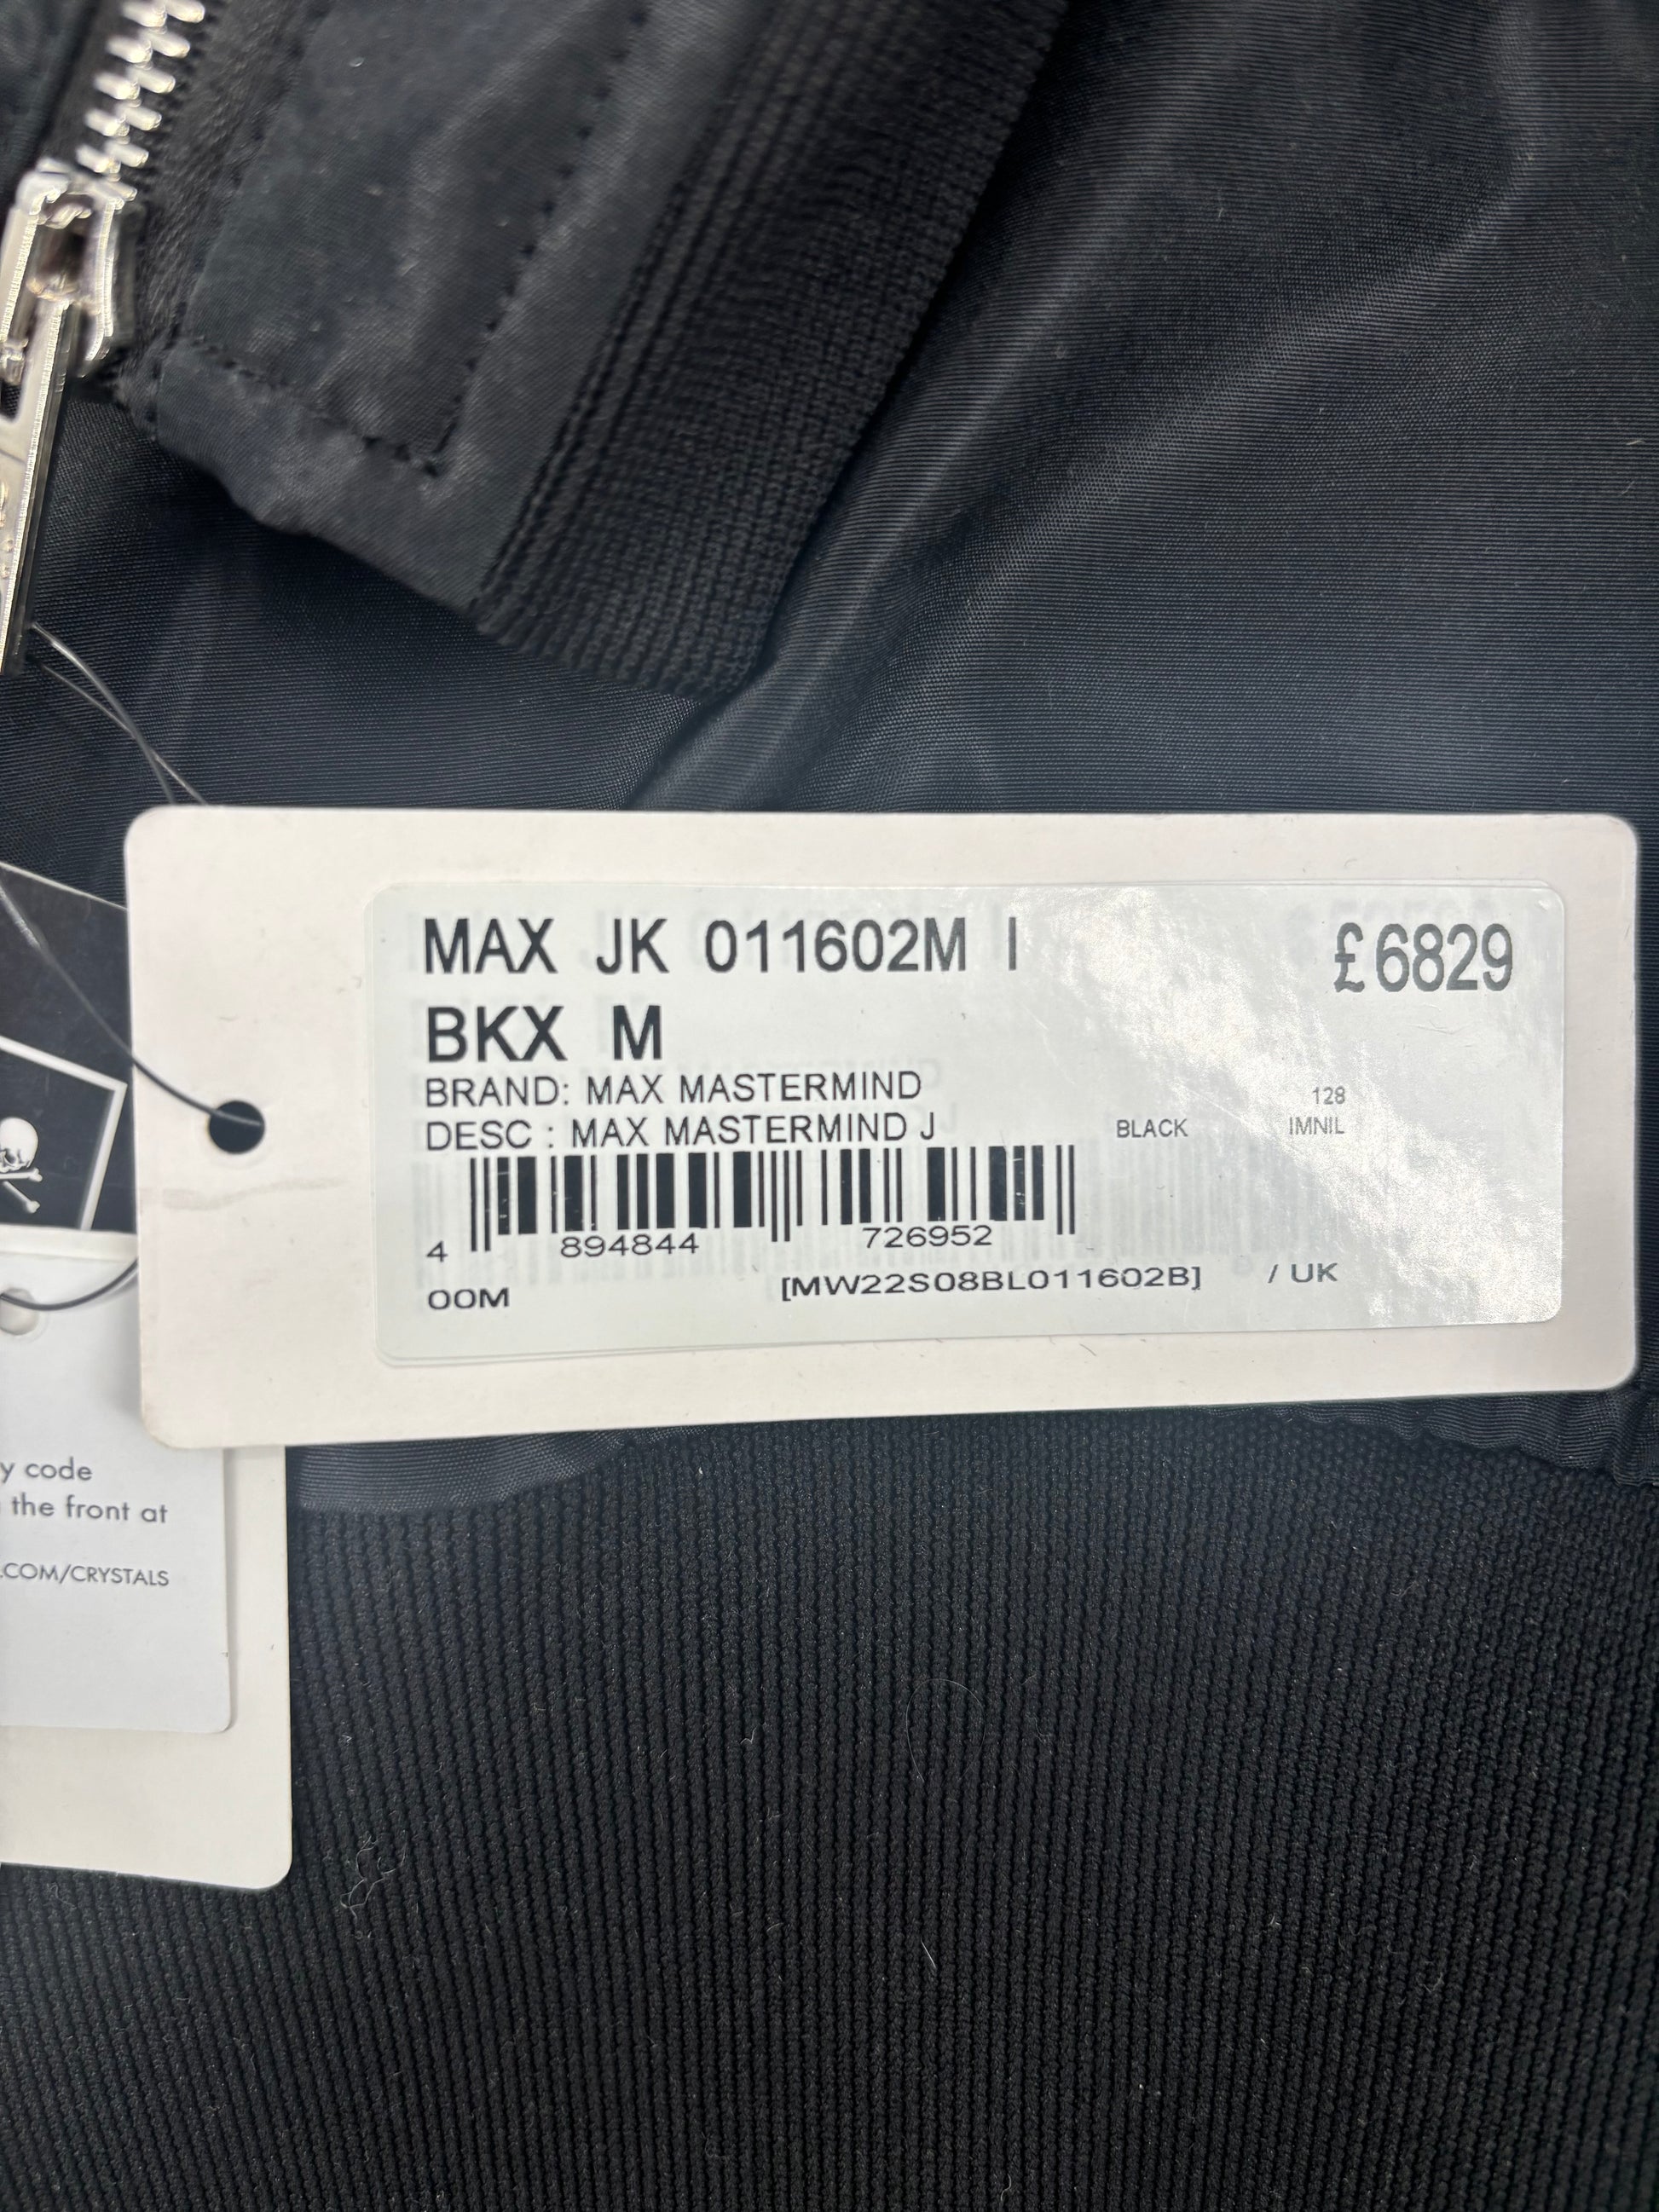 MAX JK 011602M I
£6829
BKX M
BRAND: MAX MASTERMIND
128
DESC : MAX MASTERMIND J
BLACK
IMNIL
4 894844 726952
00M
[MW22S08BL011602B]
/ UK
y code
the front at
.COM/CRYSTALS